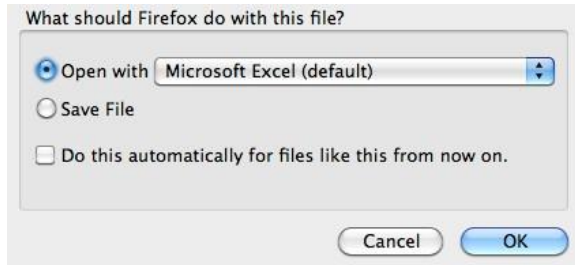 What should Firefox do with this file?
Open with Microsoft Excel (default)
Save File
Do this automatically for files like this from now on.
Cancel OK